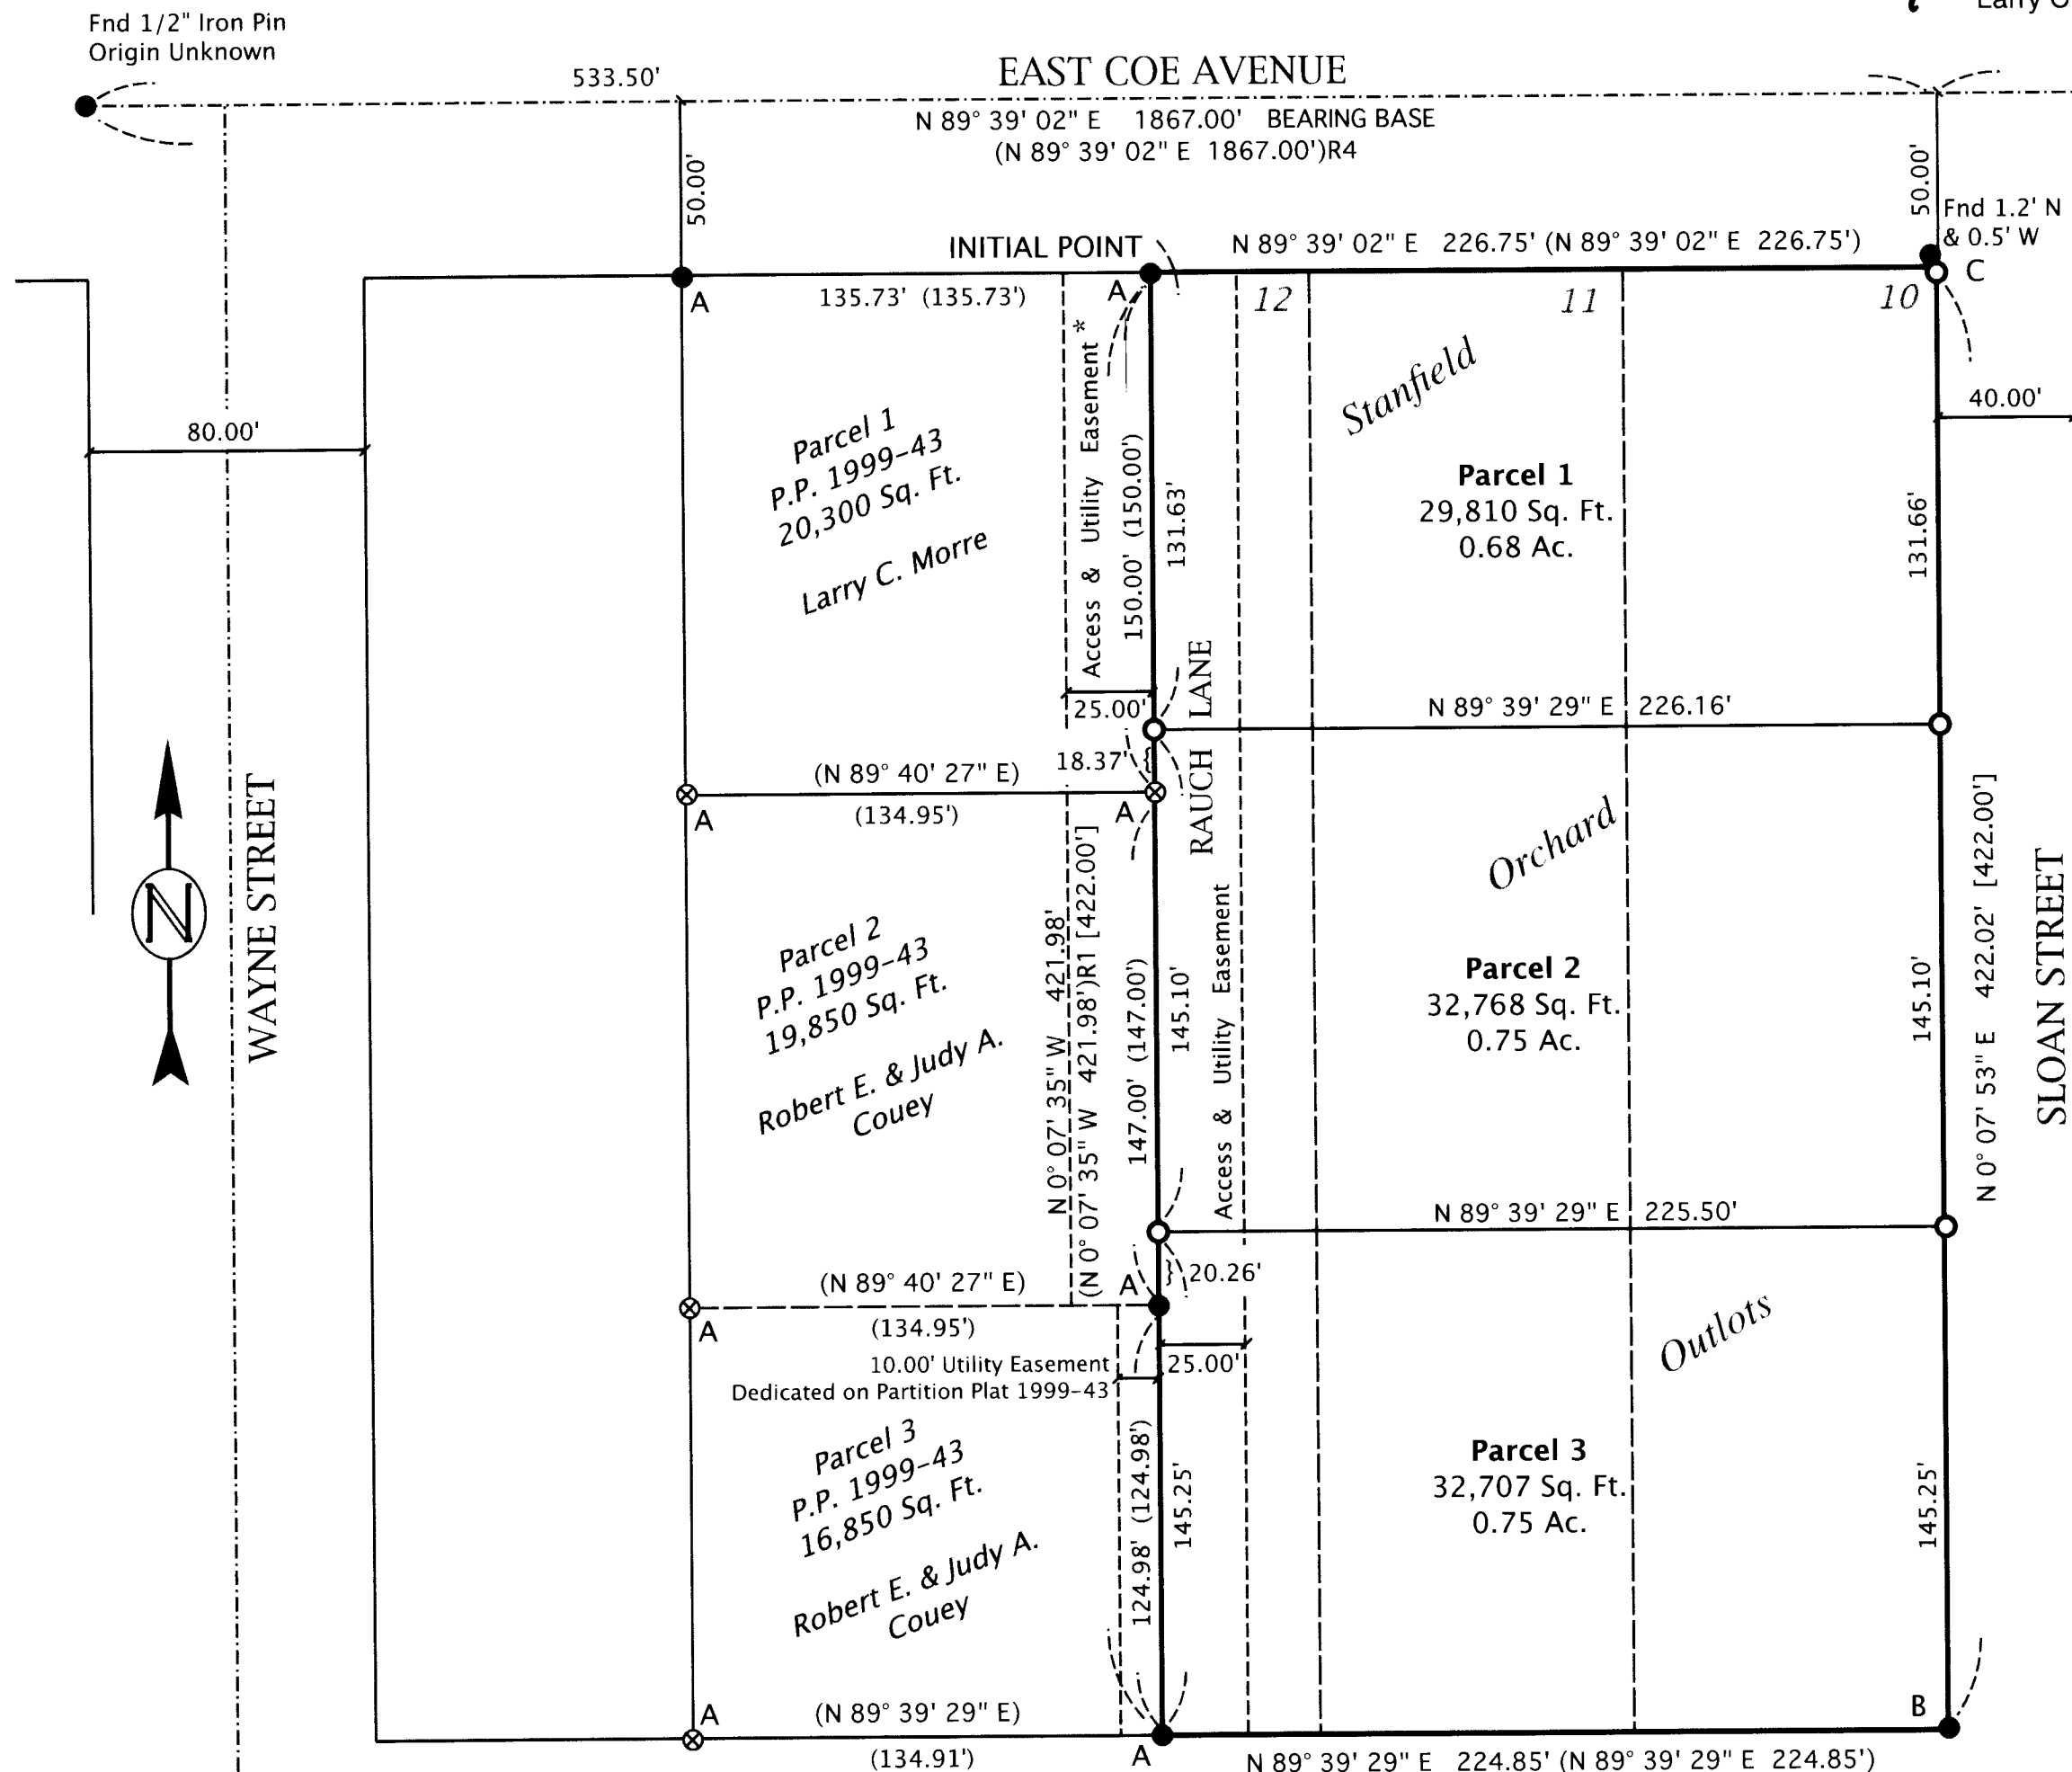 Larry C
Fnd 1/2" Iron Pin
Origin Unknown
533.50'
EAST COE AVENUE
N 89° 39' 02" E 1867.00' BEARING BASE
(N 89° 39' 02" E 1867.00')R4
50.00'
50.00'
Fnd 1.2' N
& 0.5' W
C
INITIAL POINT
N 89° 39' 02" E 226.75' (N 89° 39' 02" E 226.75')
A
135.73' (135.73')
A
12
11
10
80.00'
40.00'
Parcel 1
P.P. 1999-43
20,300 Sq. Ft.
Larry C. Morre
Access & Utility Easement *
150.00' (150.00')
131.63'
Stanfield
Parcel 1
29,810 Sq. Ft.
0.68 Ac.
131.66'
25.00'
RAUCH LANE
N 89° 39' 29" E 226.16'
18.37'
(N 89° 40' 27" E)
(134.95')
A
A
WAYNE STREET
N
Parcel 2
P.P. 1999-43
19,850 Sq. Ft.
Robert E. & Judy A.
Couey
N 0° 07' 35" W 421.98'
(N 0° 07' 35" W 421.98')R1 [422.00']
147.00' (147.00')
145.10'
Access & Utility Easement
Orchard
Parcel 2
32,768 Sq. Ft.
0.75 Ac.
145.10'
N 0° 07' 53" E 422.02' [422.00']
SLOAN STREET
N 89° 39' 29" E 225.50'
20.26'
(N 89° 40' 27" E)
(134.95')
A
A
10.00' Utility Easement
Dedicated on Partition Plat 1999-43
25.00'
Outlots
Parcel 3
P.P. 1999-43
16,850 Sq. Ft.
Robert E. & Judy A.
Couey
124.98' (124.98')
145.25'
Parcel 3
32,707 Sq. Ft.
0.75 Ac.
145.25'
A
(N 89° 39' 29" E)
(134.91')
A
B
N 89° 39' 29" E 224.85' (N 89° 39' 29" E 224.85')